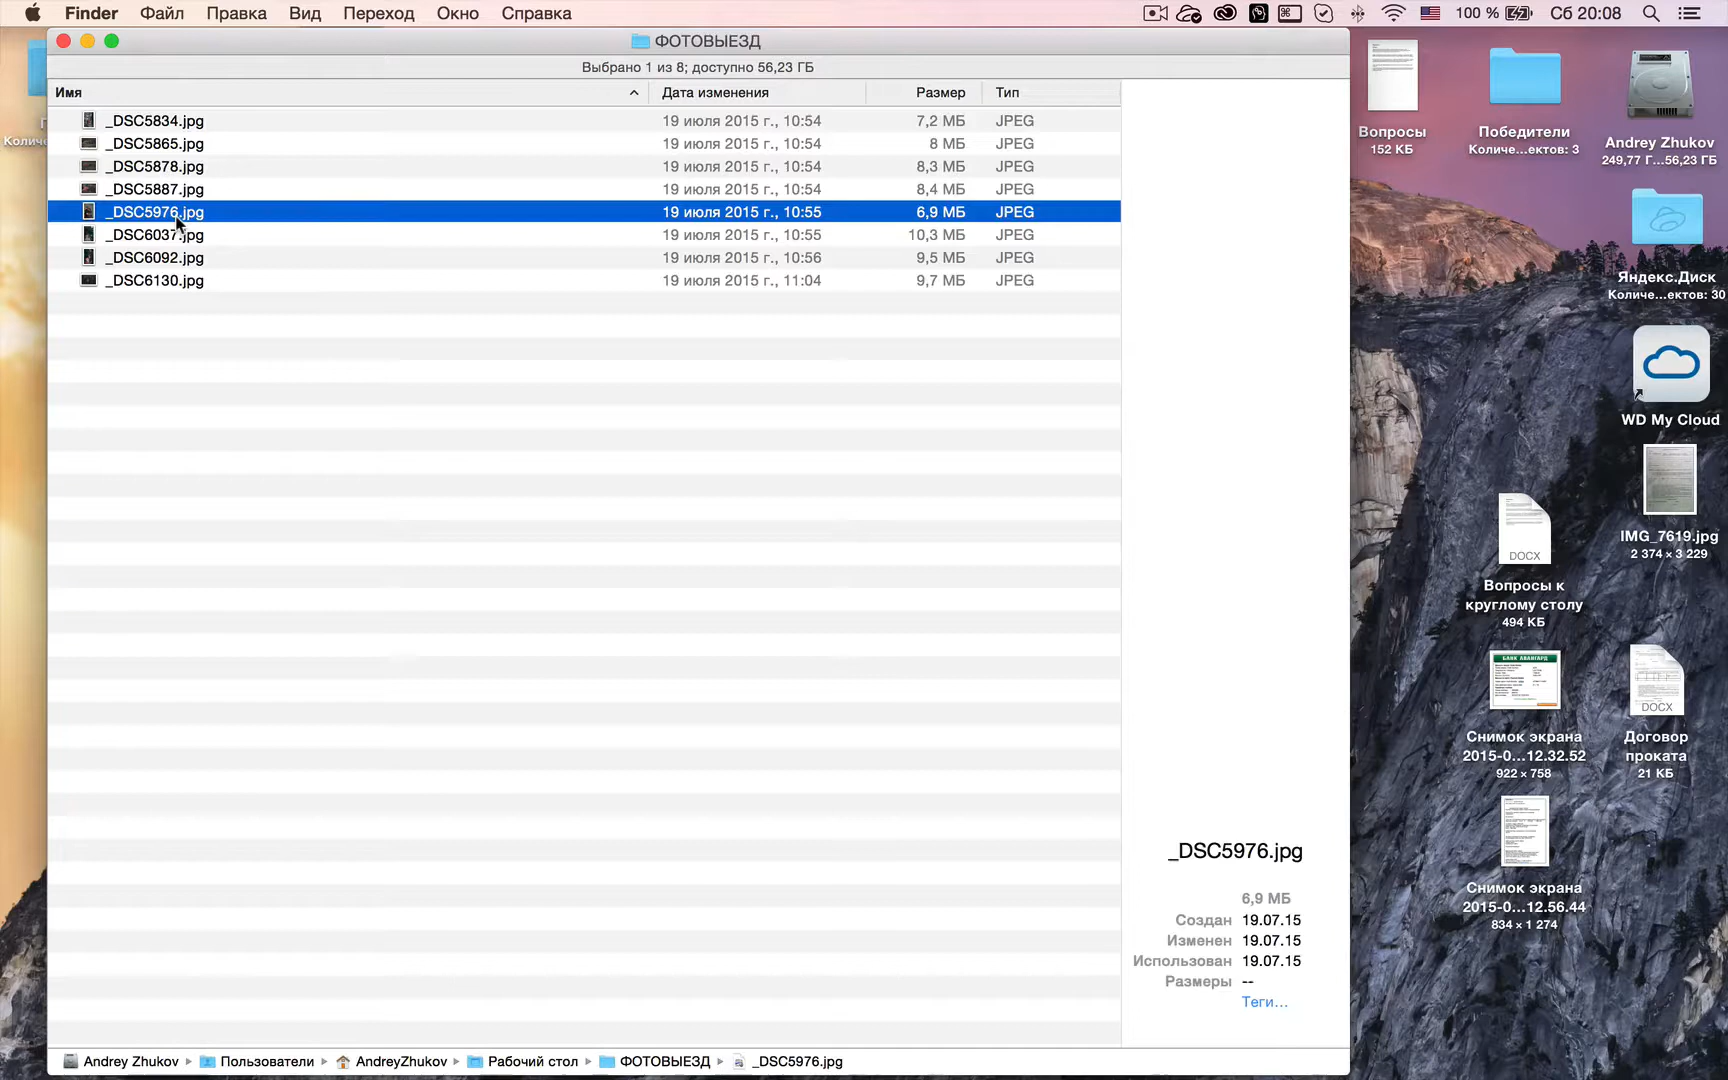 Finder Файл Правка Вид Переход Окно Справка 100 % Сб 20:08
ФОТОВЫЕЗД
Выбрано 1 из 8; доступно 56,23 ГБ
Имя Дата изменения Размер Тип
_DSC5834.jpg 19 июля 2015 г., 10:54 7,2 МБ JPEG
_DSC5865.jpg 19 июля 2015 г., 10:54 8 МБ JPEG
_DSC5878.jpg 19 июля 2015 г., 10:54 8,3 МБ JPEG
_DSC5887.jpg 19 июля 2015 г., 10:54 8,4 МБ JPEG
_DSC5976.jpg 19 июля 2015 г., 10:55 6,9 МБ JPEG
_DSC6037.jpg 19 июля 2015 г., 10:55 10,3 МБ JPEG
_DSC6092.jpg 19 июля 2015 г., 10:56 9,5 МБ JPEG
_DSC6130.jpg 19 июля 2015 г., 11:04 9,7 МБ JPEG
_DSC5976.jpg
6,9 МБ
Создан 19.07.15
Изменен 19.07.15
Использован 19.07.15
Размеры --
Теги...
Andrey Zhukov Пользователи AndreyZhukov Рабочий стол ФОТОВЫЕЗД _DSC5976.jpg
Количе
Вопросы
152 КБ
Победители
Количе...ектов: 3
Andrey Zhukov
249,77 Г...56,23 ГБ
Яндекс.Диск
Количе...ектов: 30
WD My Cloud
IMG_7619.jpg
2 374 × 3 229
DOCX
Вопросы к
круглому столу
494 КБ
БАНК АВАНГАРД
Снимок экрана
2015-0...12.32.52
922 × 758
DOCX
Договор
проката
21 КБ
Снимок экрана
2015-0...12.56.44
834 × 1 274